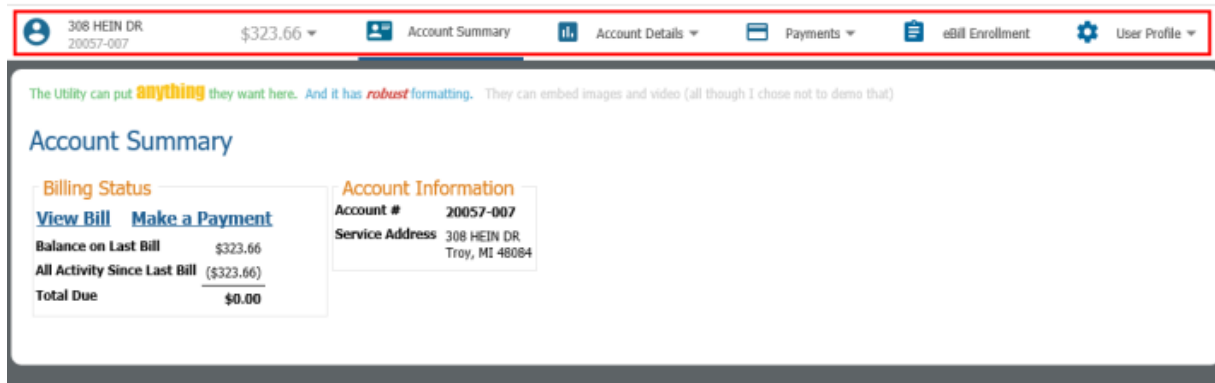 308 HEIN DR
20057-007
$323.66
Account Summary
Account Details
Payments
eBill Enrollment
User Profile
The Utility can put anything they want here. And it has robust formatting. They can embed images and video (all though I chose not to demo that)
Account Summary
Billing Status
View Bill Make a Payment
Balance on Last Bill $323.66
All Activity Since Last Bill ($323.66)
Total Due $0.00
Account Information
Account # 20057-007
Service Address 308 HEIN DR
Troy, MI 48084